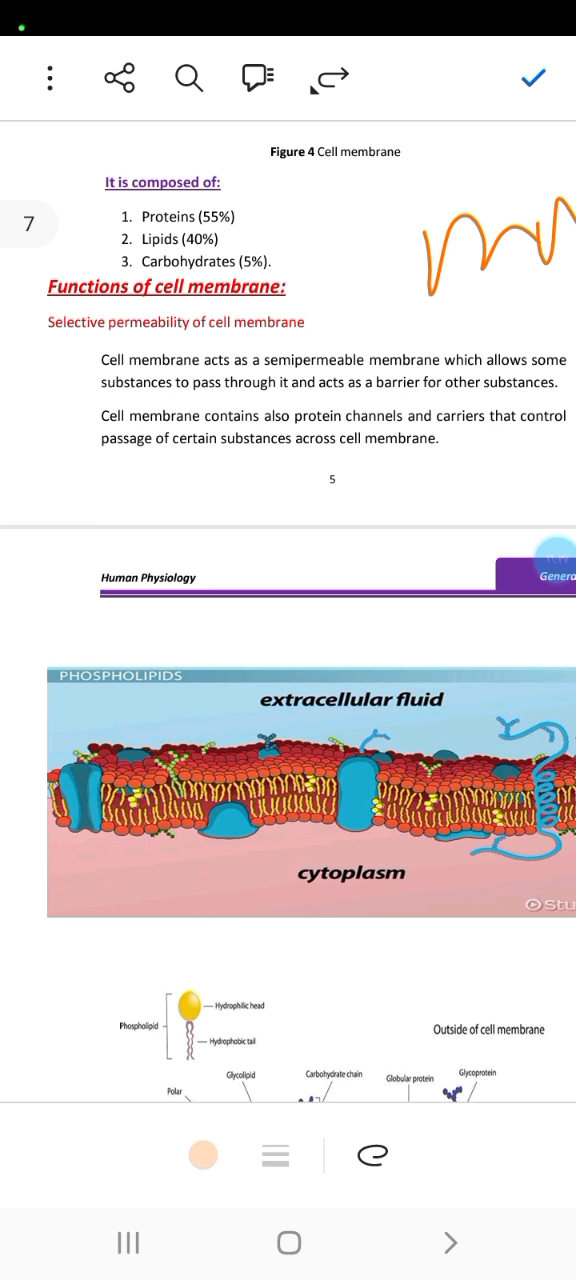 Figure 4 Cell membrane
It is composed of:
7
1. Proteins (55%)
2. Lipids (40%)
3. Carbohydrates (5%).
Functions of cell membrane:
Selective permeability of cell membrane
Cell membrane acts as a semipermeable membrane which allows some
substances to pass through it and acts as a barrier for other substances.
Cell membrane contains also protein channels and carriers that control
passage of certain substances across cell membrane.
5
Human Physiology
PHOSPHOLIPIDS
extracellular fluid
cytoplasm
Hydrophilic head
Phospholipid
Hydrophobic tail
Outside of cell membrane
Glycolipid
Carbohydrate chain
Globular protein
Glycoprotein
Polar